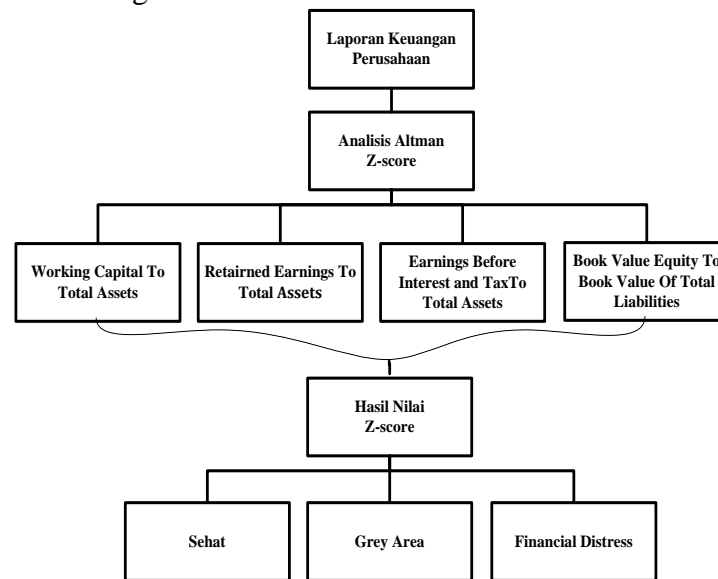 Laporan Keuangan
Perusahaan
Analisis Altman
Z-score
Working Capital To
Total Assets
Retairned Earnings To
Total Assets
Earnings Before
Interest and TaxTo
Total Assets
Book Value Equity To
Book Value Of Total
Liabilities
Hasil Nilai
Z-score
Sehat
Grey Area
Financial Distress